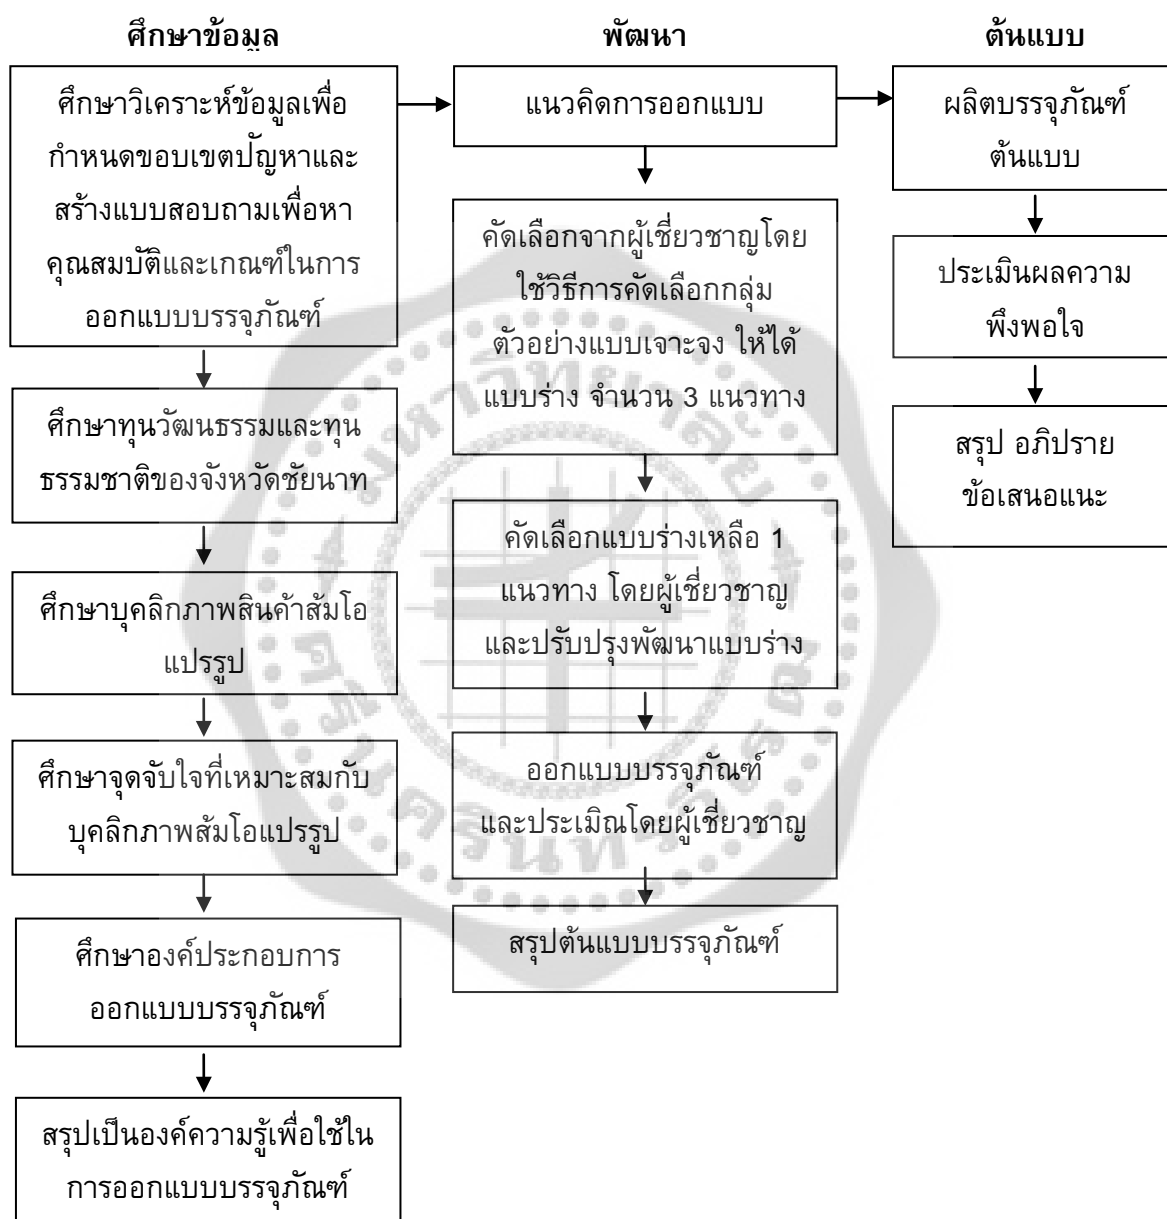 ศึกษาข้อมูล
ศึกษาวิเคราะห์ข้อมูลเพื่อ
กำหนดขอบเขตปัญหาและ
สร้างแบบสอบถามเพื่อหา
คุณสมบัติและเกณฑ์ในการ
ออกแบบบรรจุภัณฑ์
ศึกษาทุนวัฒนธรรมและทุน
ธรรมชาติของจังหวัดชัยนาท
ศึกษาบุคลิกภาพสินค้าส้มโอ
แปรรูป
ศึกษาจุดจับใจที่เหมาะสมกับ
บุคลิกภาพส้มโอแปรรูป
ศึกษาองค์ประกอบการ
ออกแบบบรรจุภัณฑ์
สรุปเป็นองค์ความรู้เพื่อใช้ใน
การออกแบบบรรจุภัณฑ์
พัฒนา
แนวคิดการออกแบบ
คัดเลือกจากผู้เชี่ยวชาญโดย
ใช้วิธีการคัดเลือกกลุ่ม
ตัวอย่างแบบเจาะจง ให้ได้
แบบร่าง จำนวน 3 แนวทาง
คัดเลือกแบบร่างเหลือ 1
แนวทาง โดยผู้เชี่ยวชาญ
และปรับปรุงพัฒนาแบบร่าง
ออกแบบบรรจุภัณฑ์
และประเมิณโดยผู้เชี่ยวชาญ
สรุปต้นแบบบรรจุภัณฑ์
ต้นแบบ
ผลิตบรรจุภัณฑ์
ต้นแบบ
ประเมินผลความ
พึงพอใจ
สรุป อภิปราย
ข้อเสนอแนะ
มหาวิทยาลัย
ศรีนครินทรวิโรฒ